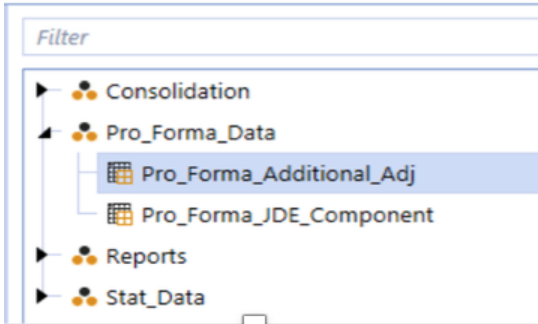 Filter
Consolidation
Pro_Forma_Data
Pro_Forma_Additional_Adj
Pro_Forma_JDE_Component
Reports
Stat_Data